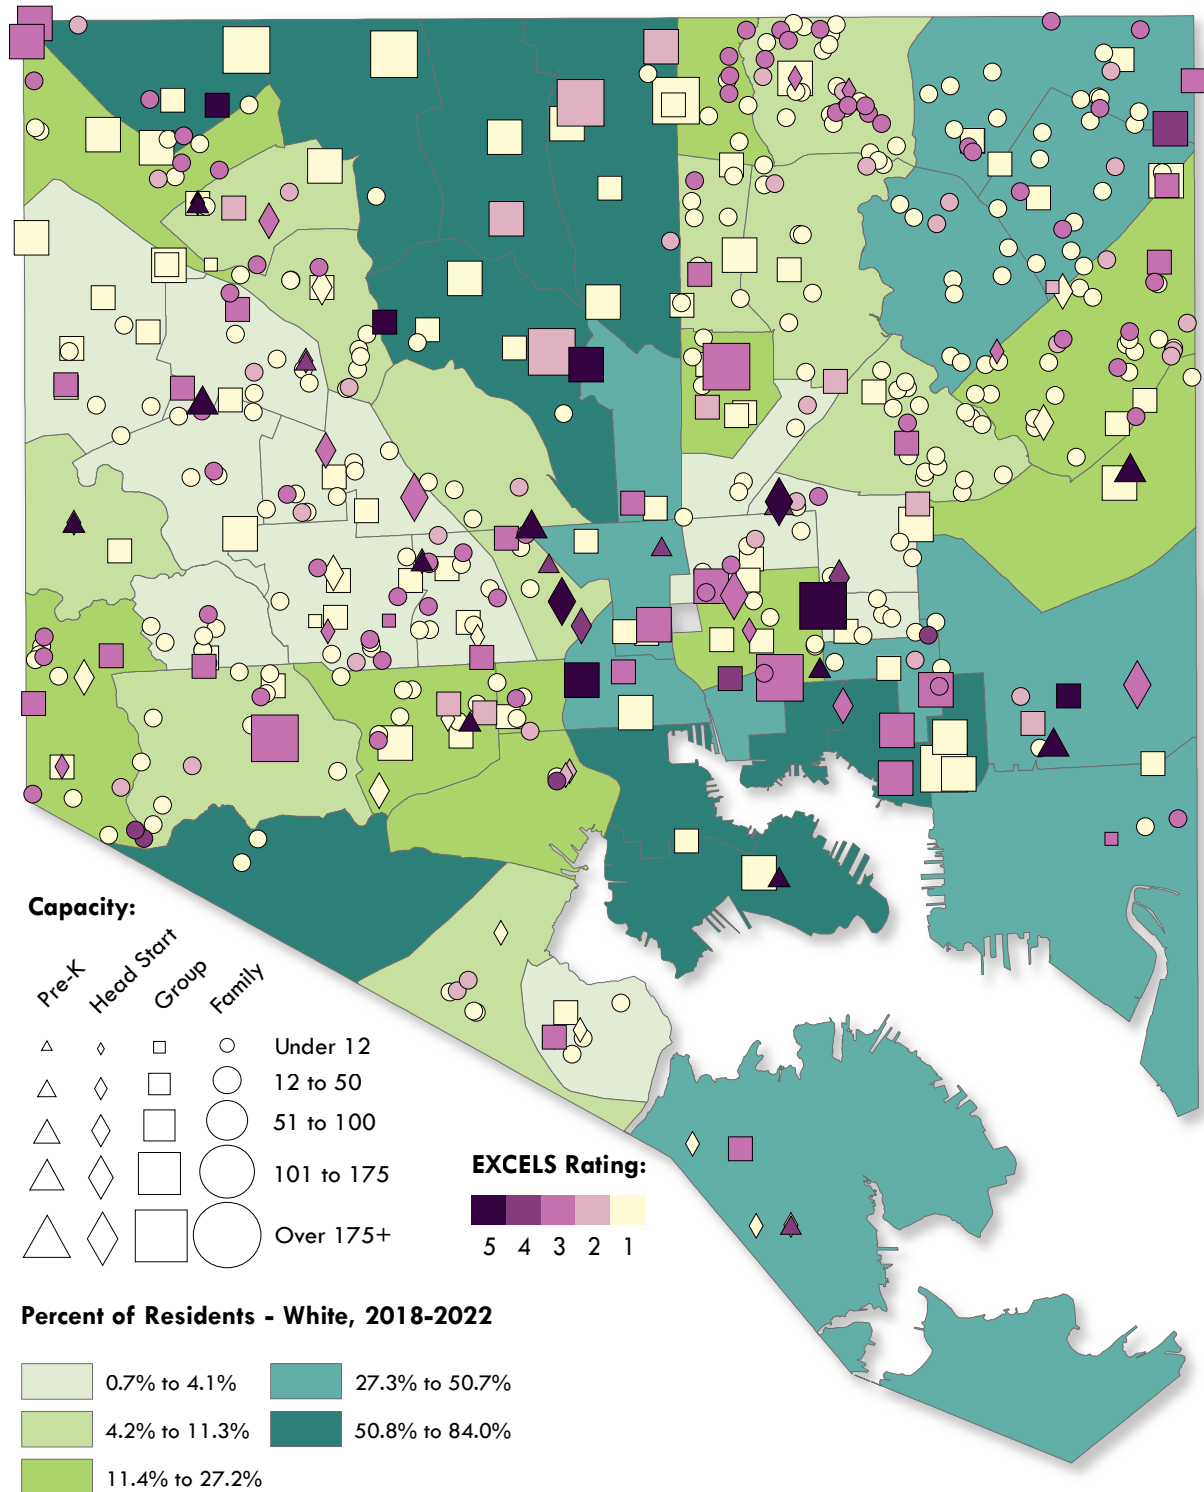 Capacity:
Pre-K
Head Start
Group
Family
Under 12
12 to 50
51 to 100
101 to 175
Over 175+
EXCELS Rating:
5 4 3 2 1
Percent of Residents - White, 2018-2022
0.7% to 4.1%
27.3% to 50.7%
4.2% to 11.3%
50.8% to 84.0%
11.4% to 27.2%